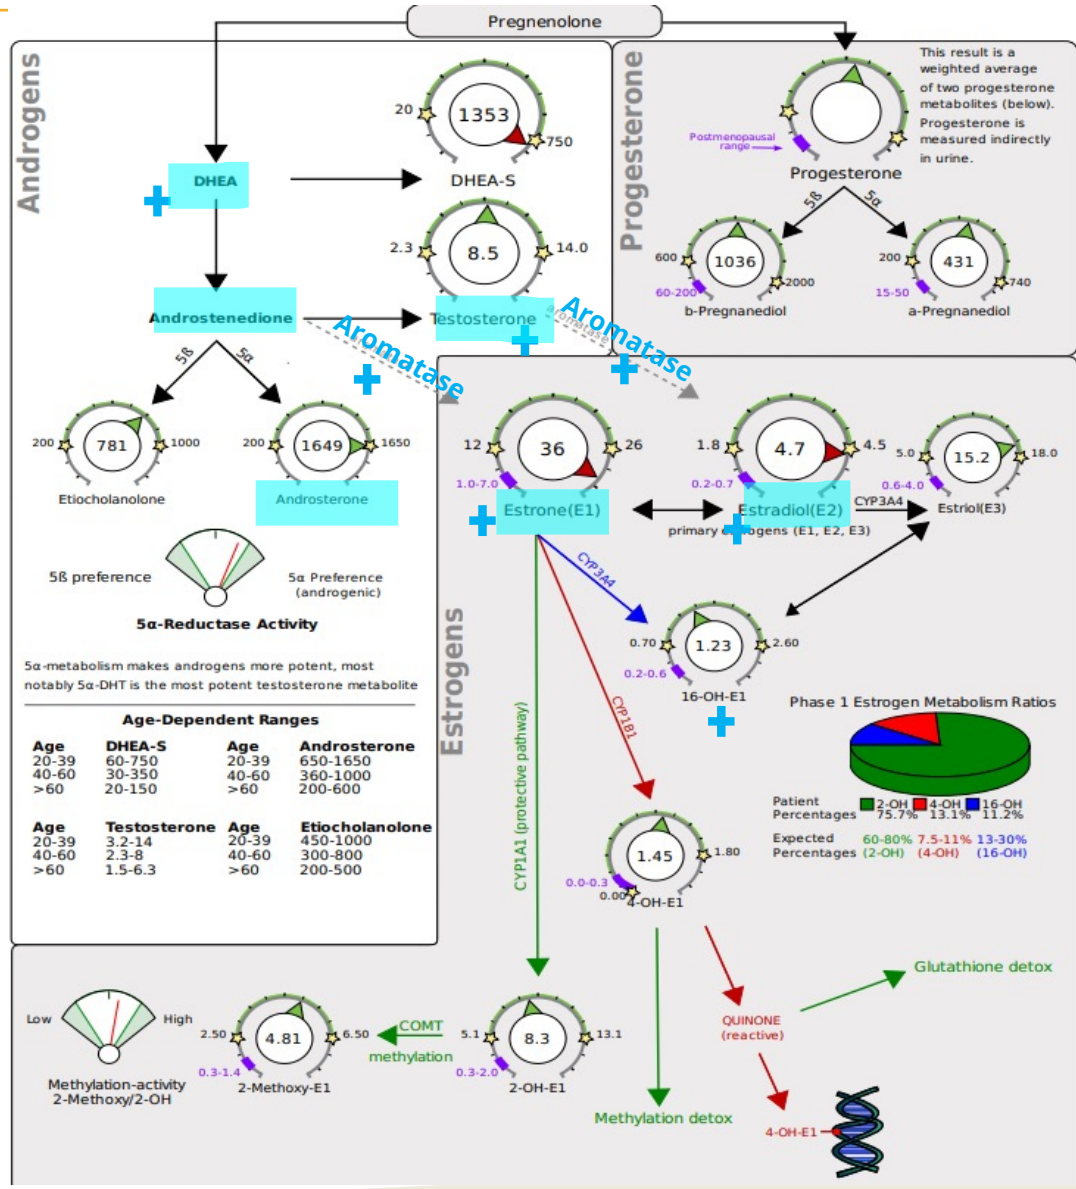 Pregnenolone
Androgens
20
1353
750
DHEA-S
DHEA
2.3
8.5
14.0
Testosterone
Androstenedione
aromatase
Aromatase
Aromatase
5ß
5α
200
781
1000
Etiocholanolone
200
1649
1650
Androsterone
5ß preference
5α Preference
(androgenic)
5α-Reductase Activity
5α-metabolism makes androgens more potent, most
notably 5α-DHT is the most potent testosterone metabolite
Age-Dependent Ranges
Age DHEA-S Age Androsterone
20-39 60-750 20-39 650-1650
40-60 30-350 40-60 360-1000
>60 20-150 >60 200-600
Age Testosterone Age Etiocholanolone
20-39 3.2-14 20-39 450-1000
40-60 2.3-8 40-60 300-800
>60 1.5-6.3 >60 200-500
Progesterone
This result is a
weighted average
of two progesterone
metabolites (below).
Progesterone is
measured indirectly
in urine.
Postmenopausal
range
Progesterone
5ß
5α
600
1036
2000
60-200
b-Pregnanediol
200
431
740
15-50
a-Pregnanediol
Estrogens
12
36
26
1.0-7.0
Estrone(E1)
1.8
4.7
4.5
0.2-0.7
Estradiol(E2)
CYP3A4
5.0
15.2
18.0
0.6-4.0
Estriol(E3)
primary estrogens (E1, E2, E3)
CYP3A4
0.70
1.23
2.60
0.2-0.6
16-OH-E1
CYP1B1
CYP1A1 (protective pathway)
Phase 1 Estrogen Metabolism Ratios
Patient 2-OH 4-OH 16-OH
Percentages 75.7% 13.1% 11.2%
Expected 60-80% 7.5-11% 13-30%
Percentages (2-OH) (4-OH) (16-OH)
1.45
1.80
0.0-0.3
0.00
4-OH-E1
Glutathione detox
QUINONE
(reactive)
4-OH-E1
Methylation detox
Low
High
Methylation-activity
2-Methoxy/2-OH
2.50
4.81
6.50
0.3-1.4
2-Methoxy-E1
COMT
methylation
5.1
8.3
13.1
0.3-2.0
2-OH-E1